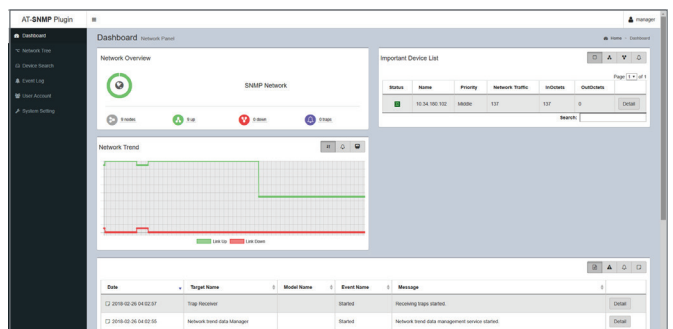 AT-SNMP Plugin
manager
Dashboard
Network Tree
Device Search
Event Log
User Account
System Setting
Dashboard Network Panel
Home Dashboard
Network Overview
SNMP Network
9 nodes
9 up
0 down
0 traps
Important Device List
Page 1 of 1
Status Name Priority Network Traffic InOctets OutOctets
10.34.160.102 Middle 137 137 0 Detail
Search:
Network Trend
Link Up Link Down
Date Target Name Model Name Event Name Message
2018-02-26 04:02:57 Trap Receiver Started Receiving traps started. Detail
2018-02-26 04:02:55 Network trend data Manager Started Network trend data management service started. Detail